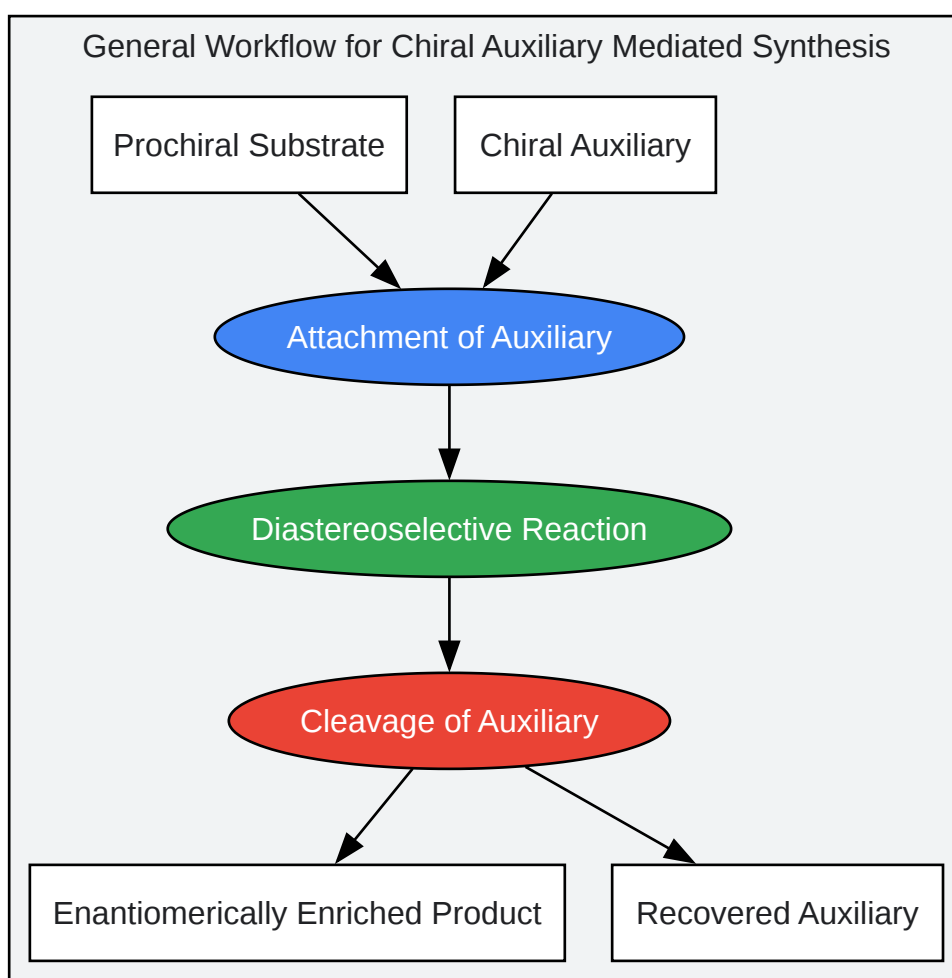 General Workflow for Chiral Auxiliary Mediated Synthesis
Prochiral Substrate
Chiral Auxiliary
Attachment of Auxiliary
Diastereoselective Reaction
Cleavage of Auxiliary
Enantiomerically Enriched Product
Recovered Auxiliary